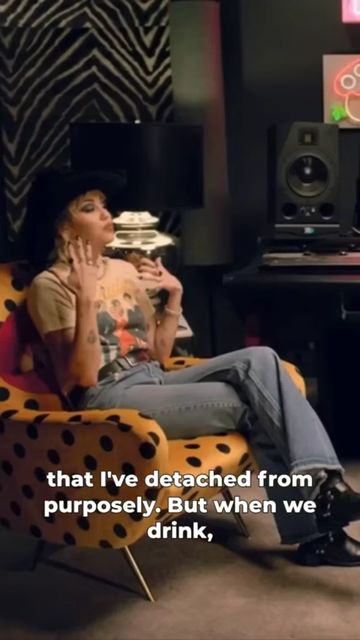 that I've detached from
purposely. But when we
drink,